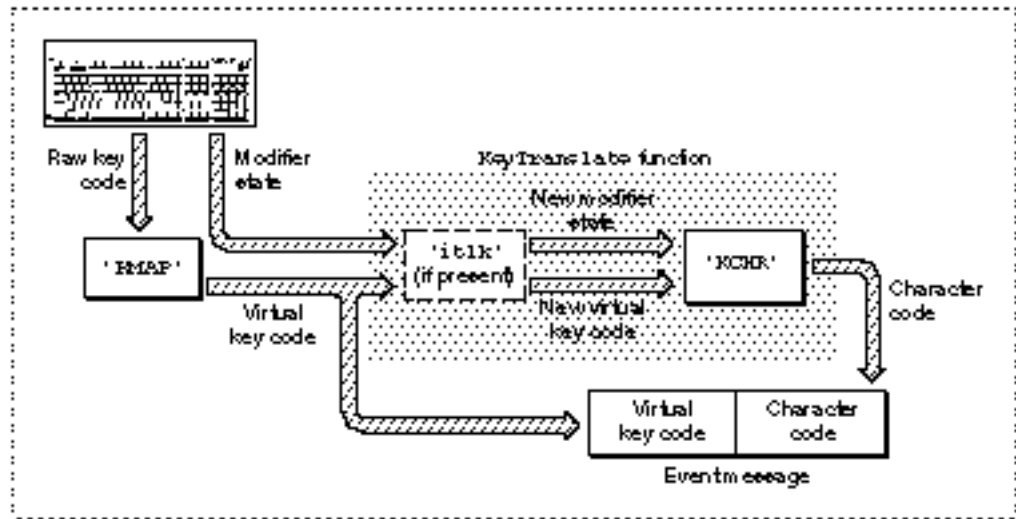 Raw key
code
Modifier
state
KeyTranslate function
New modifier
state
'KMAP'
'itlk'
(if present)
'KCHR'
Virtual
key code
New virtual
key code
Character
code
Virtual
key code
Character
code
Event message